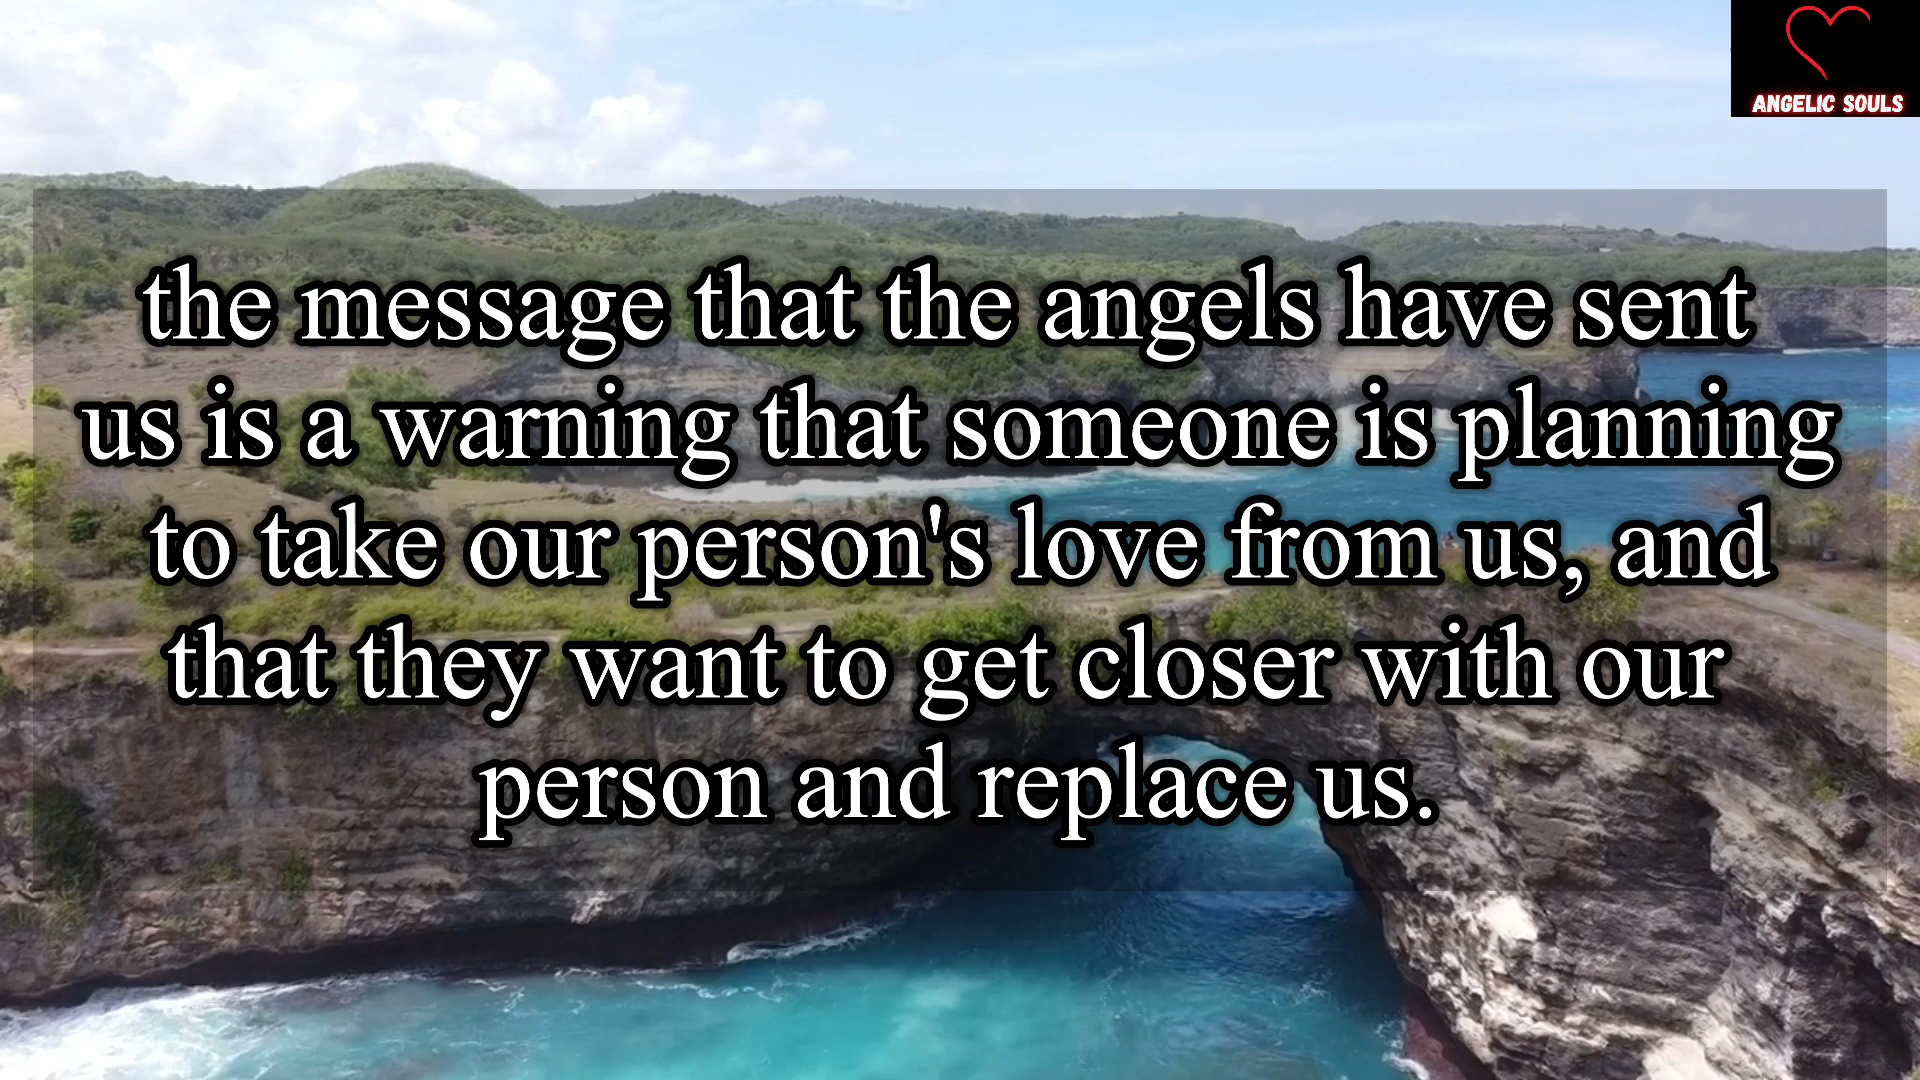 ANGELIC SOULS
the message that the angels have sent
us is a warning that someone is planning
to take our person's love from us, and
that they want to get closer with our
person and replace us.